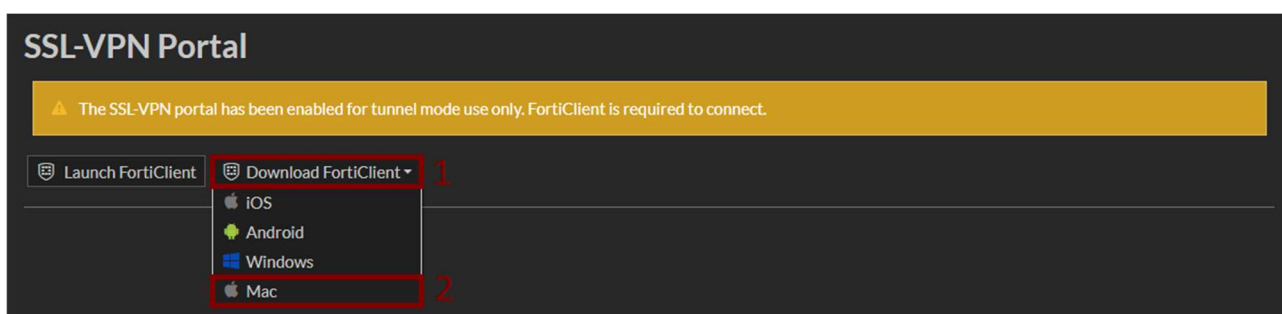 SSL-VPN Portal
The SSL-VPN portal has been enabled for tunnel mode use only. FortiClient is required to connect.
Launch FortiClient Download FortiClient 1
iOS
Android
Windows
Mac 2